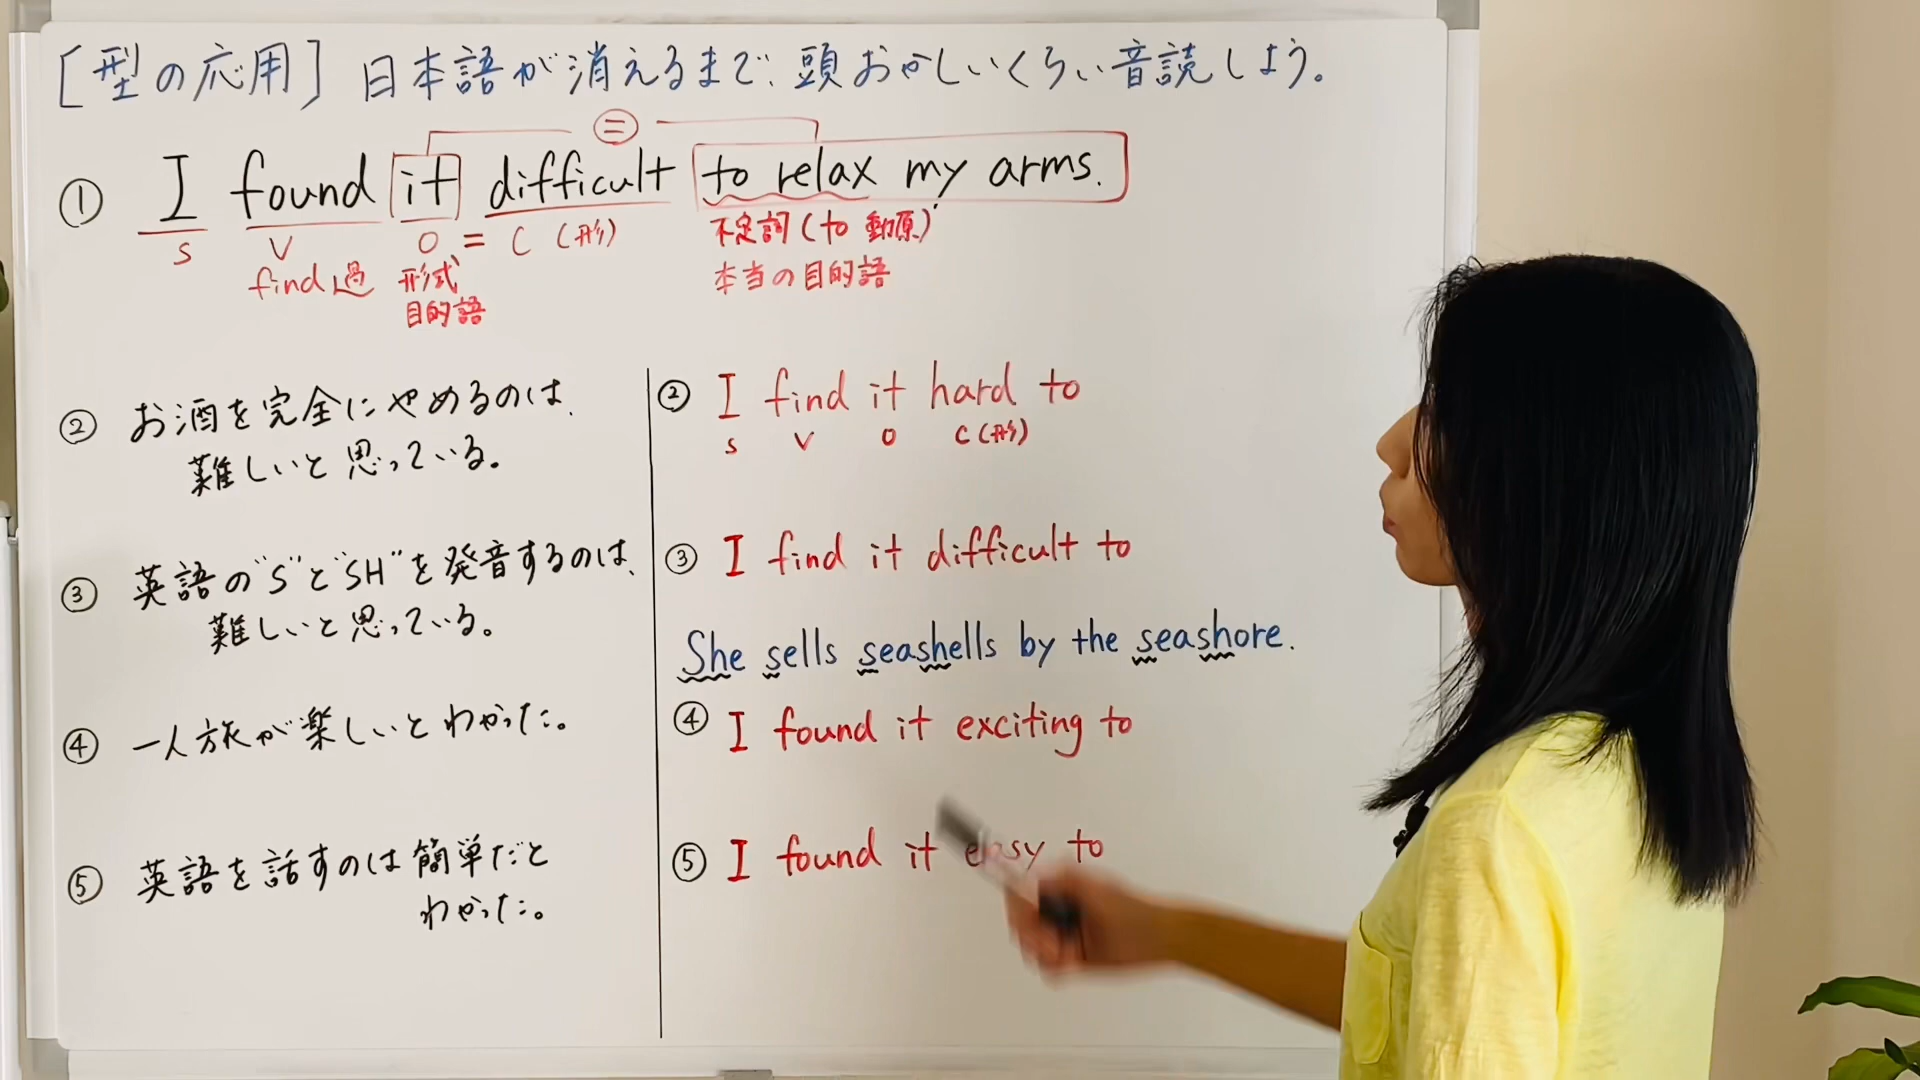 [型の応用] 日本語が消えるまで、頭おかしいくらい音読しよう。
=
① I found it difficult to relax my arms.
S V O = C (形) 不定詞 (to 動原)
find 過 形式 本当の目的語
目的語
② お酒を完全にやめるのは、
難しいと思っている。
③ 英語の"S"と"SH"を発音するのは、
難しいと思っている。
④ 一人旅が楽しいとわかった。
⑤ 英語を話すのは簡単だと
わかった。
② I find it hard to
S V O C (形)
③ I find it difficult to
She sells seashells by the seashore.
④ I found it exciting to
⑤ I found it easy to